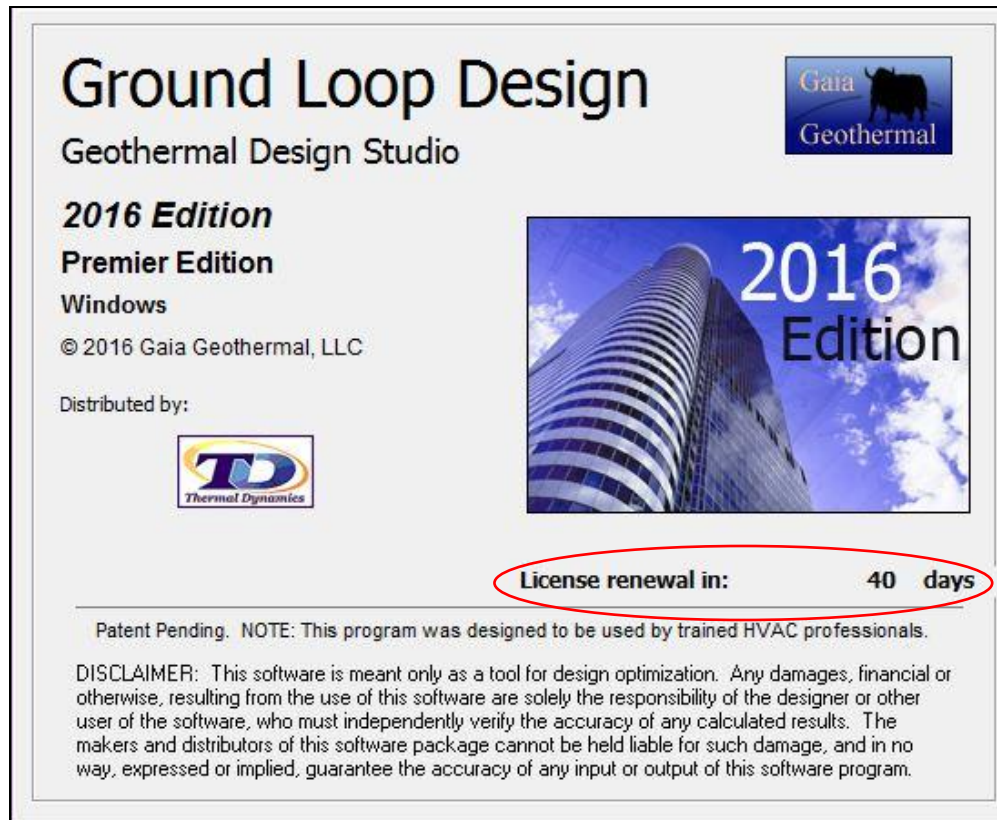 Ground Loop Design
Gaia
Geothermal
Geothermal Design Studio
2016 Edition
Premier Edition
Windows
© 2016 Gaia Geothermal, LLC
Distributed by:
TD
Thermal Dynamics
2016
Edition
License renewal in: 40 days
Patent Pending. NOTE: This program was designed to be used by trained HVAC professionals.
DISCLAIMER: This software is meant only as a tool for design optimization. Any damages, financial or
otherwise, resulting from the use of this software are solely the responsibility of the designer or other
user of the software, who must independently verify the accuracy of any calculated results. The
makers and distributors of this software package cannot be held liable for such damage, and in no
way, expressed or implied, guarantee the accuracy of any input or output of this software program.